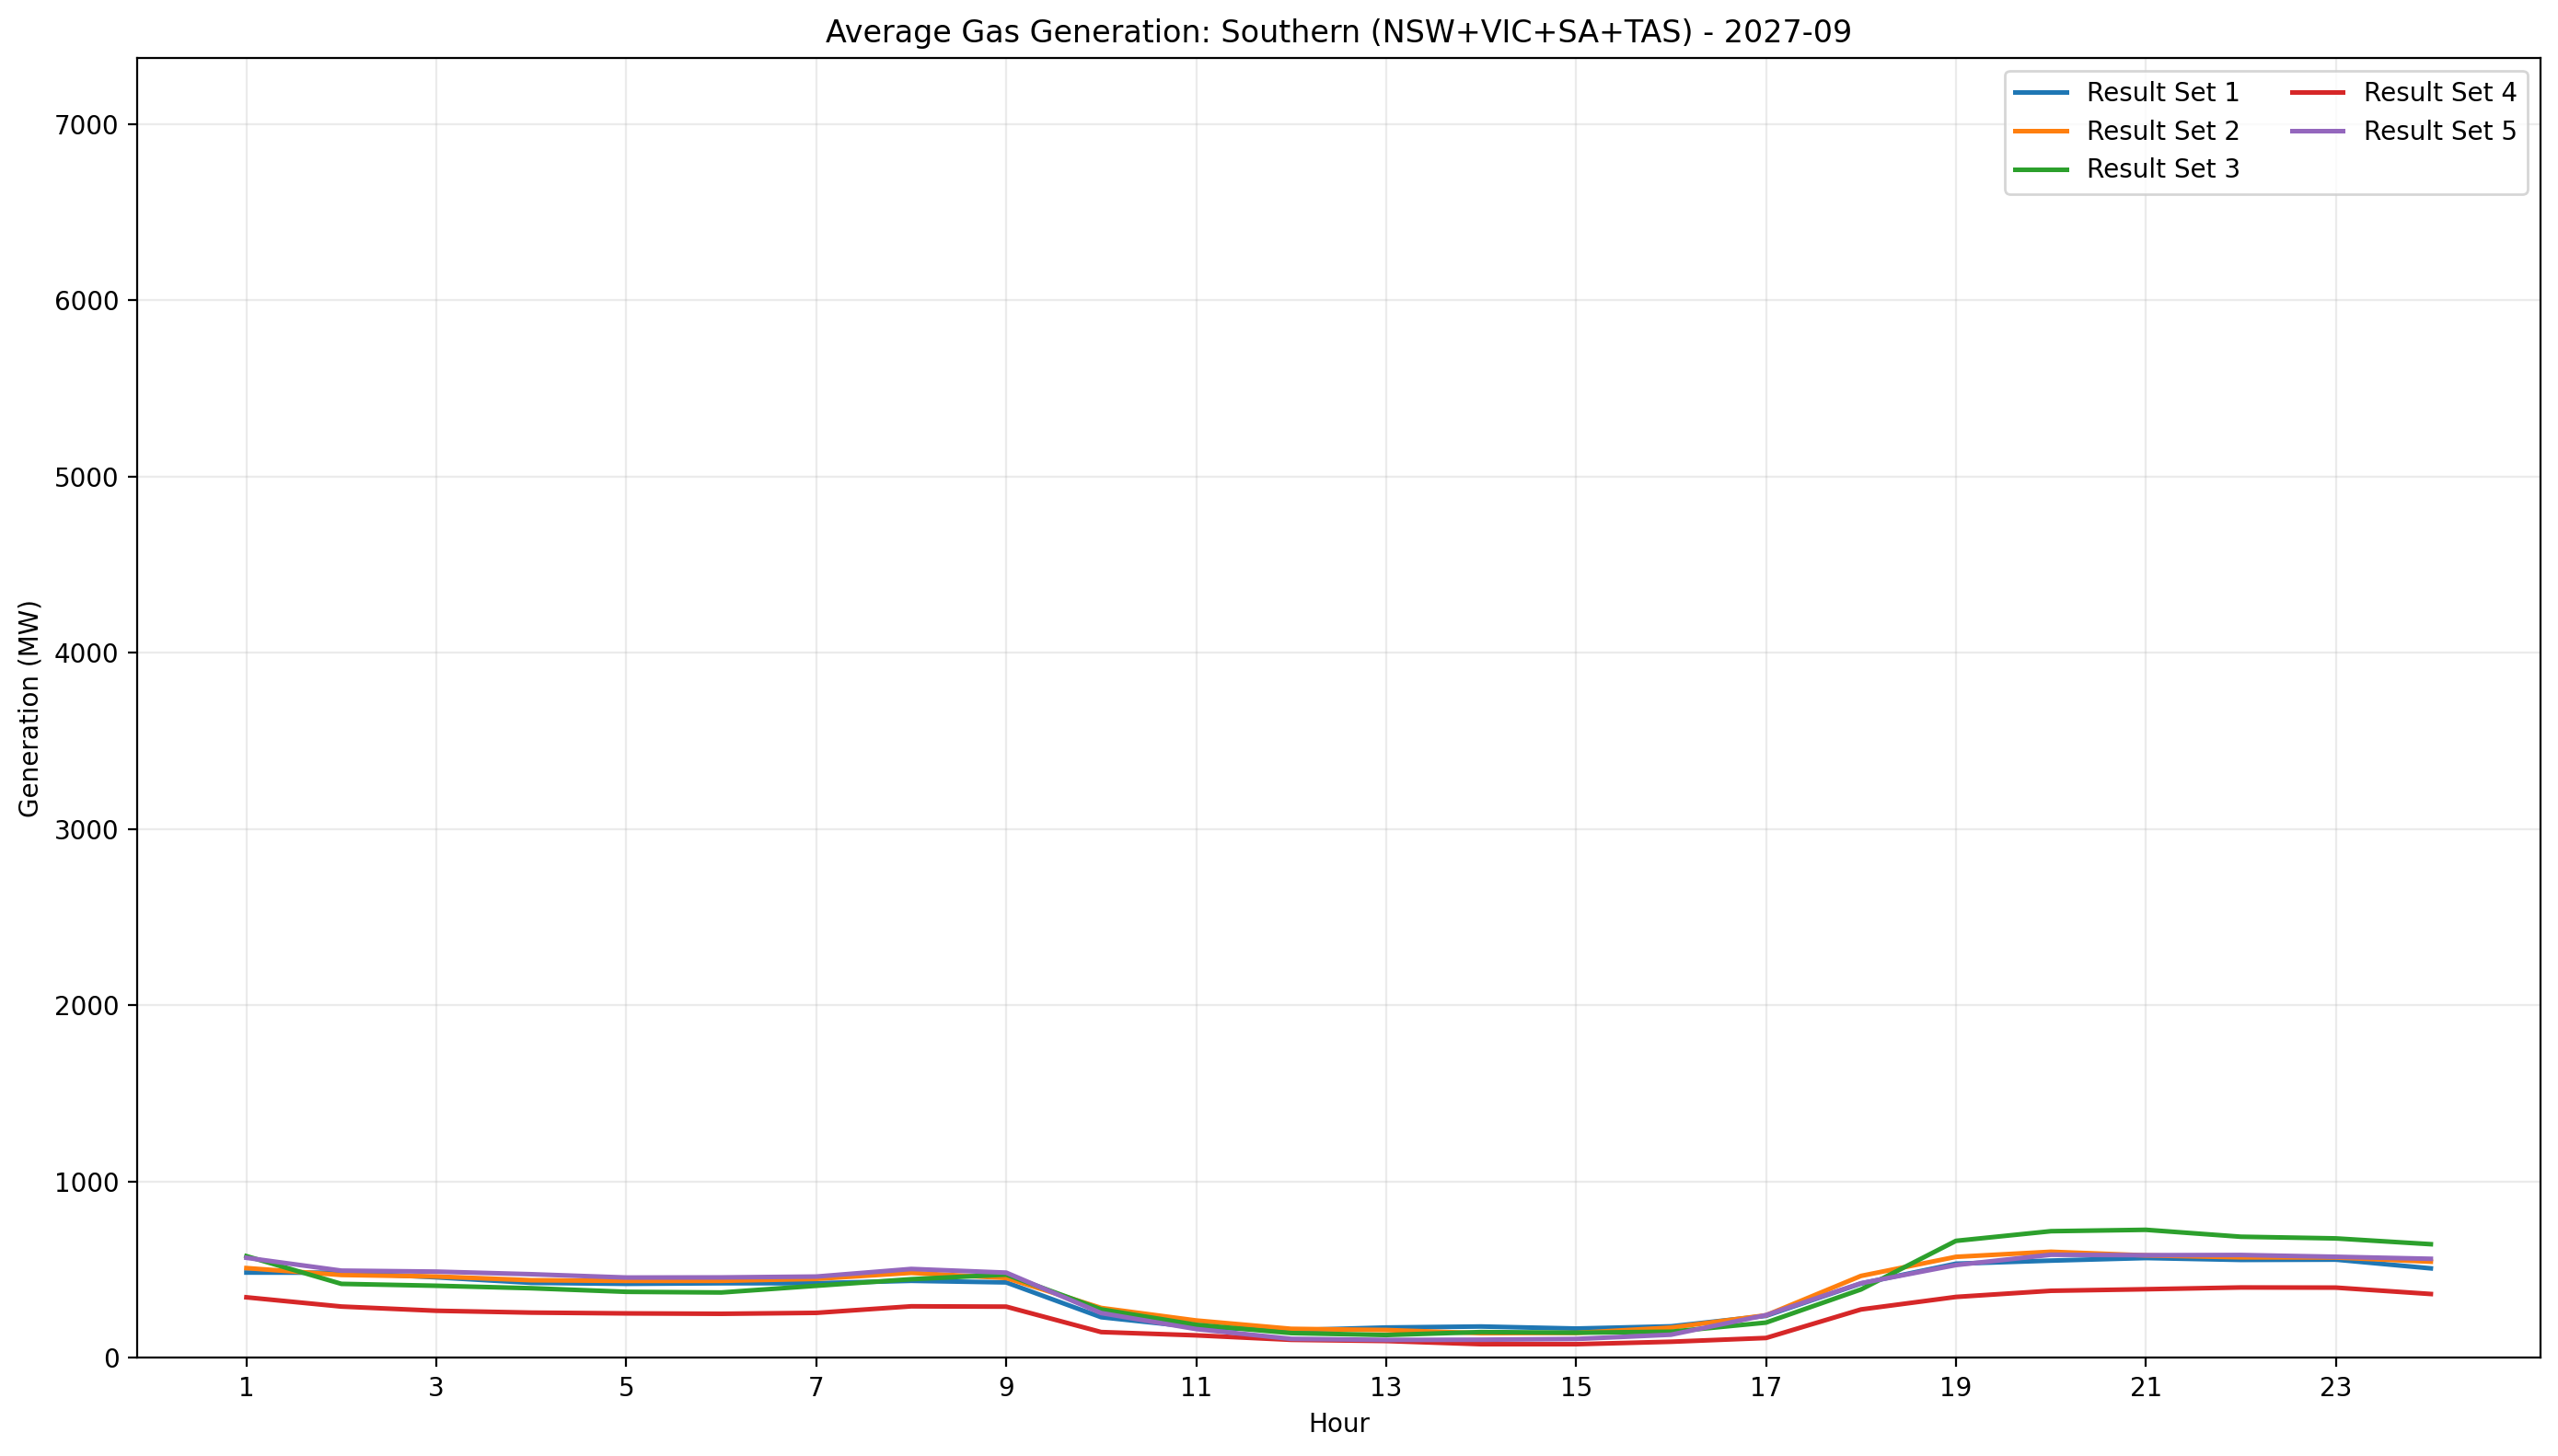 Average Gas Generation: Southern (NSW+VIC+SA+TAS) - 2027-09
Result Set 1
Result Set 2
Result Set 3
Result Set 4
Result Set 5
Generation (MW)
7000
6000
5000
4000
3000
2000
1000
0
1 3 5 7 9 11 13 15 17 19 21 23
Hour